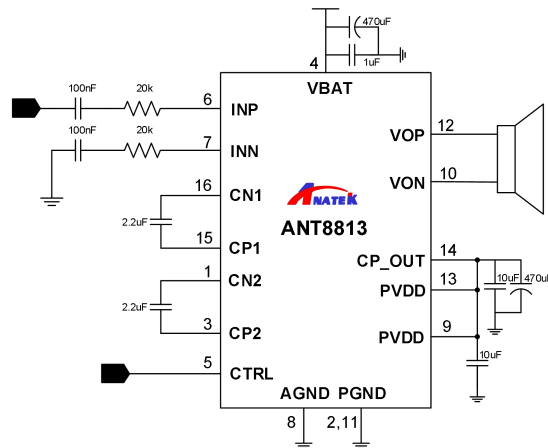 470uF
1uF
4
VBAT
100nF
20k
6
INP
100nF
20k
7
INN
VOP
12
VON
10
16
CN1
ANATEK
ANT8813
2.2uF
15
CP1
CP_OUT
14
1
CN2
PVDD
13
10uF
470u
2.2uF
3
CP2
PVDD
9
10uF
5
CTRL
AGND PGND
8
2,11